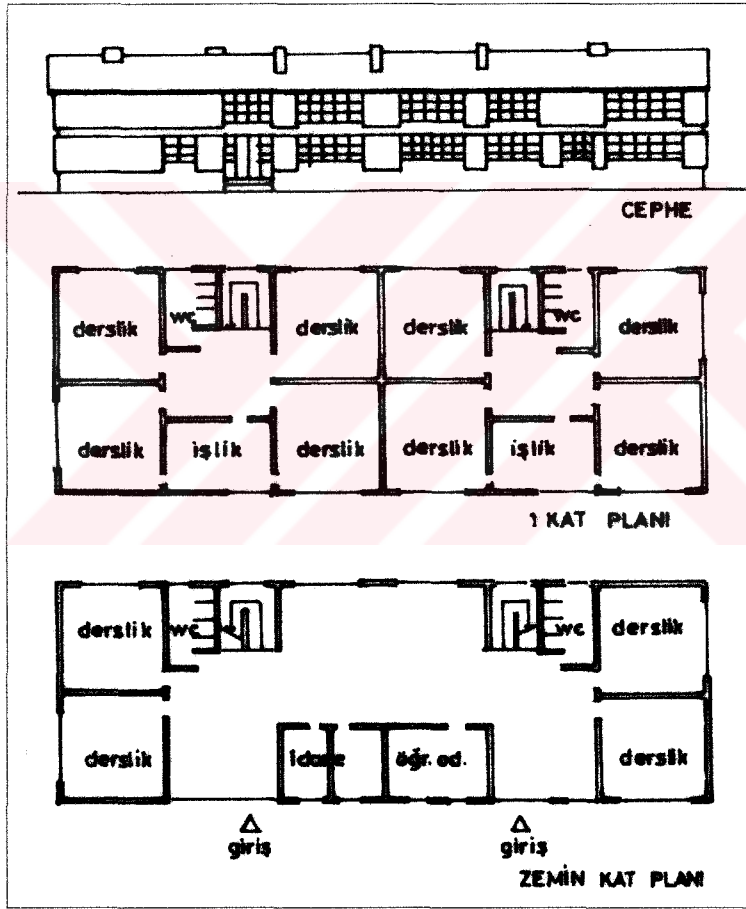 CEPHE
derslik wc derslik derslik wc derslik
derslik işlik derslik derslik işlik derslik
1 KAT PLANI
derslik wc wc derslik
derslik idare öğr. od. derslik
giriş giriş
ZEMİN KAT PLANI